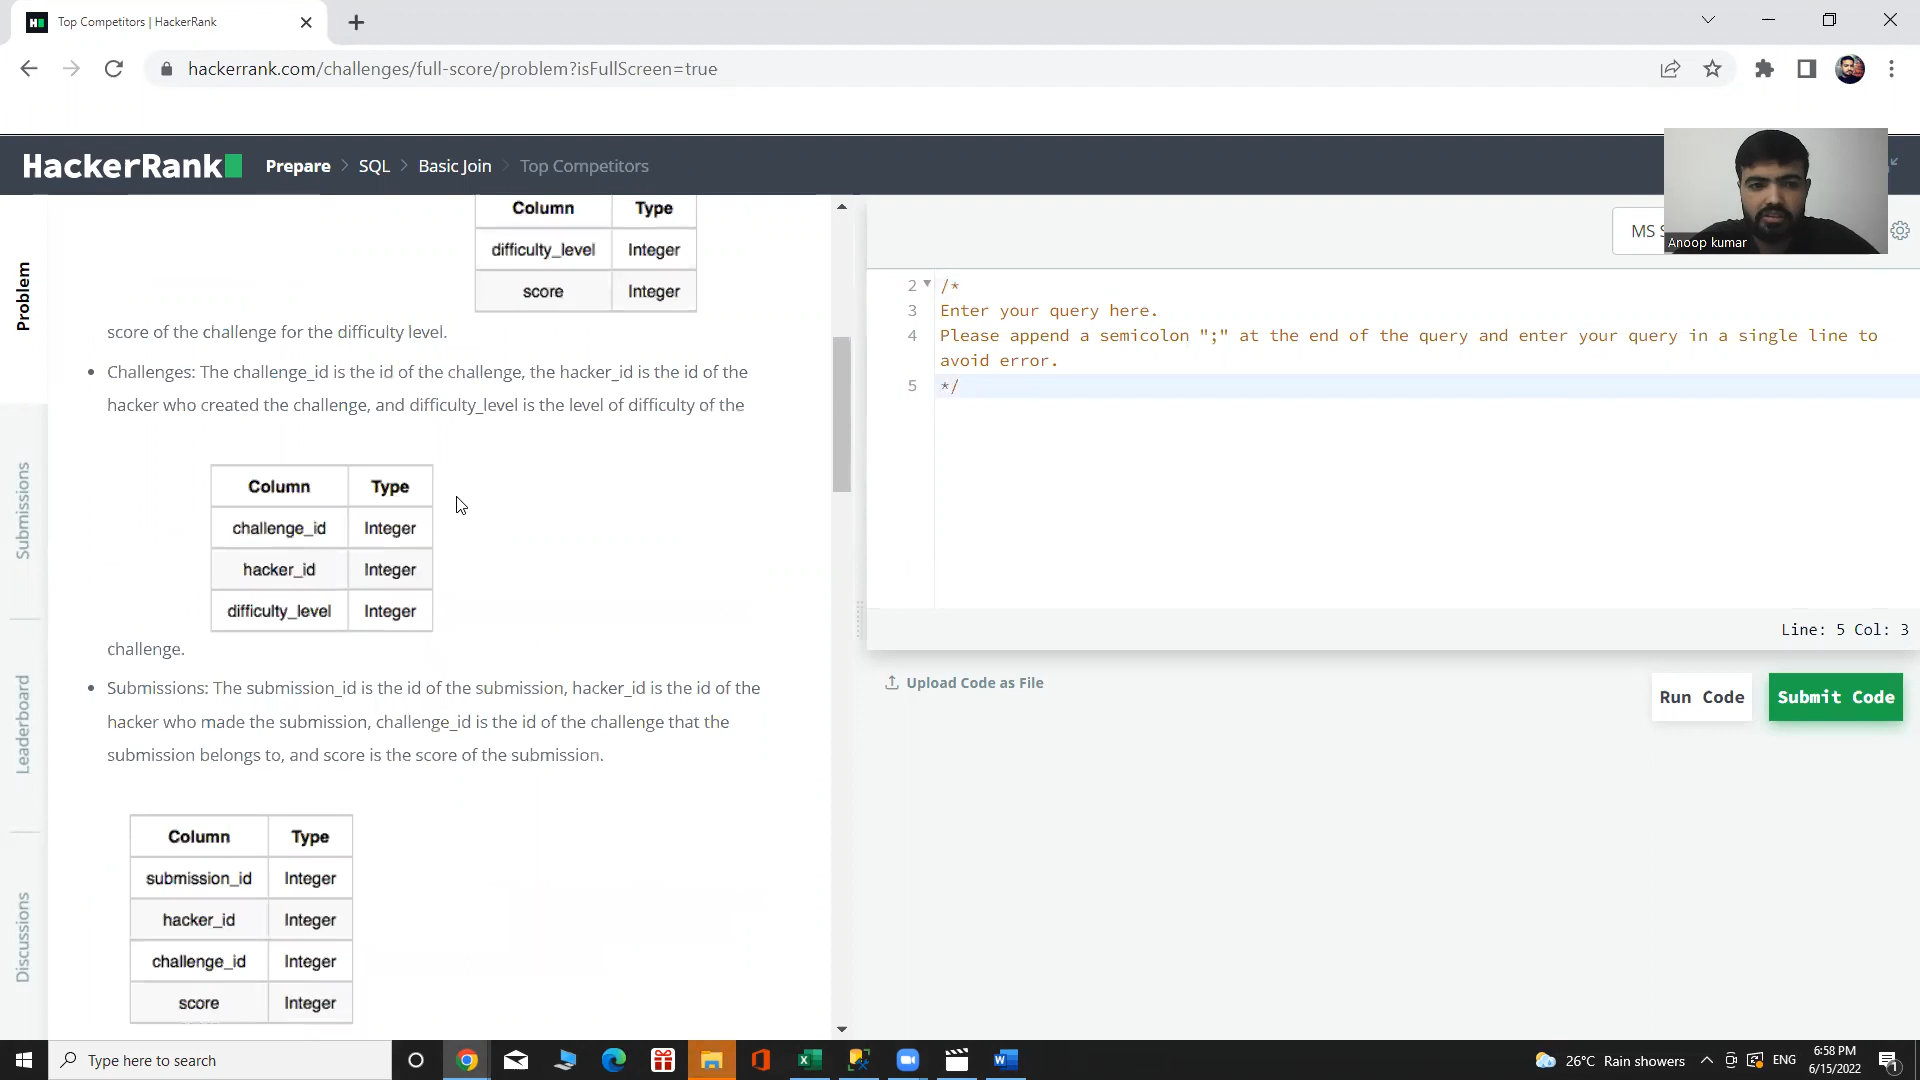 Top Competitors | HackerRank
hackerrank.com/challenges/full-score/problem?isFullScreen=true
HackerRank
Prepare > SQL > Basic Join > Top Competitors
Anoop kumar
MS
Problem
Submissions
Leaderboard
Discussions
Column Type
difficulty_level Integer
score Integer
score of the challenge for the difficulty level.
• Challenges: The challenge_id is the id of the challenge, the hacker_id is the id of the
hacker who created the challenge, and difficulty_level is the level of difficulty of the
Column Type
challenge_id Integer
hacker_id Integer
difficulty_level Integer
challenge.
• Submissions: The submission_id is the id of the submission, hacker_id is the id of the
hacker who made the submission, challenge_id is the id of the challenge that the
submission belongs to, and score is the score of the submission.
Column Type
submission_id Integer
hacker_id Integer
challenge_id Integer
score Integer
2 /*
3 Enter your query here.
4 Please append a semicolon ";" at the end of the query and enter your query in a single line to
avoid error.
5 */
Line: 5 Col: 3
Upload Code as File
Run Code
Submit Code
Type here to search
26°C Rain showers
ENG
6:58 PM
6/15/2022
1